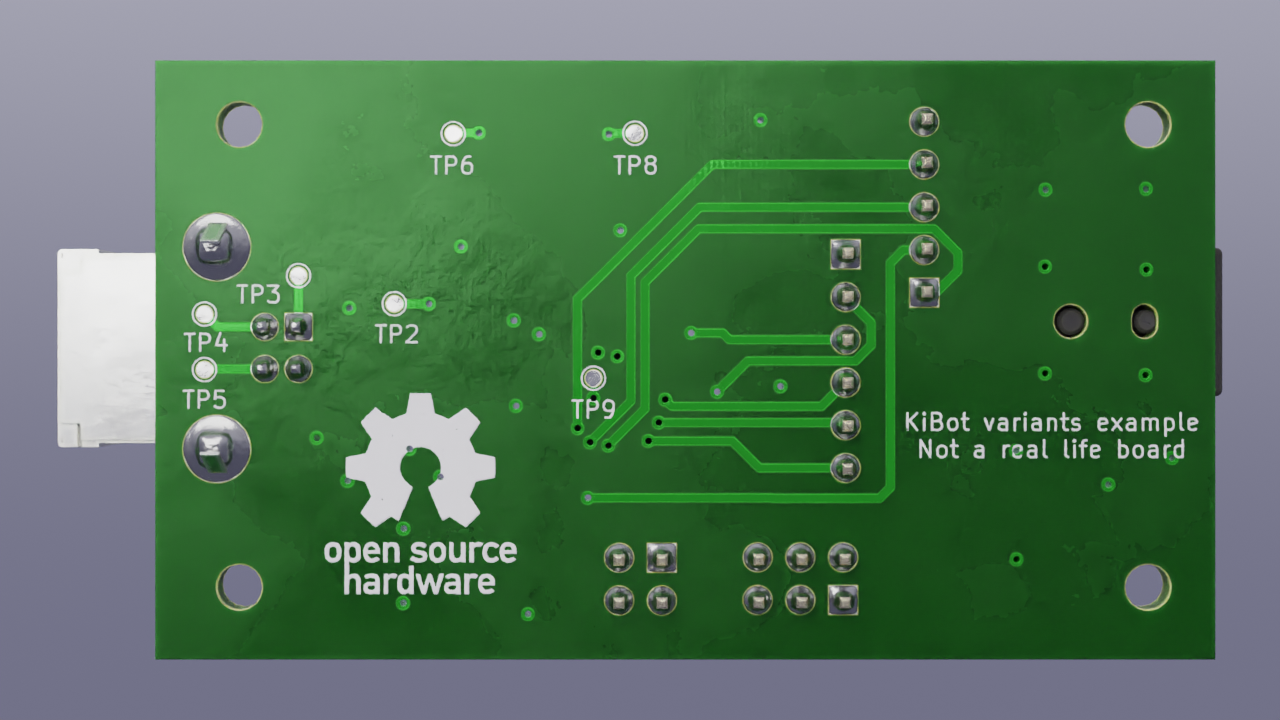 TP6
TP8
TP3
TP4
TP2
TP5
TP9
KiBot variants example
Not a real life board
open source
hardware